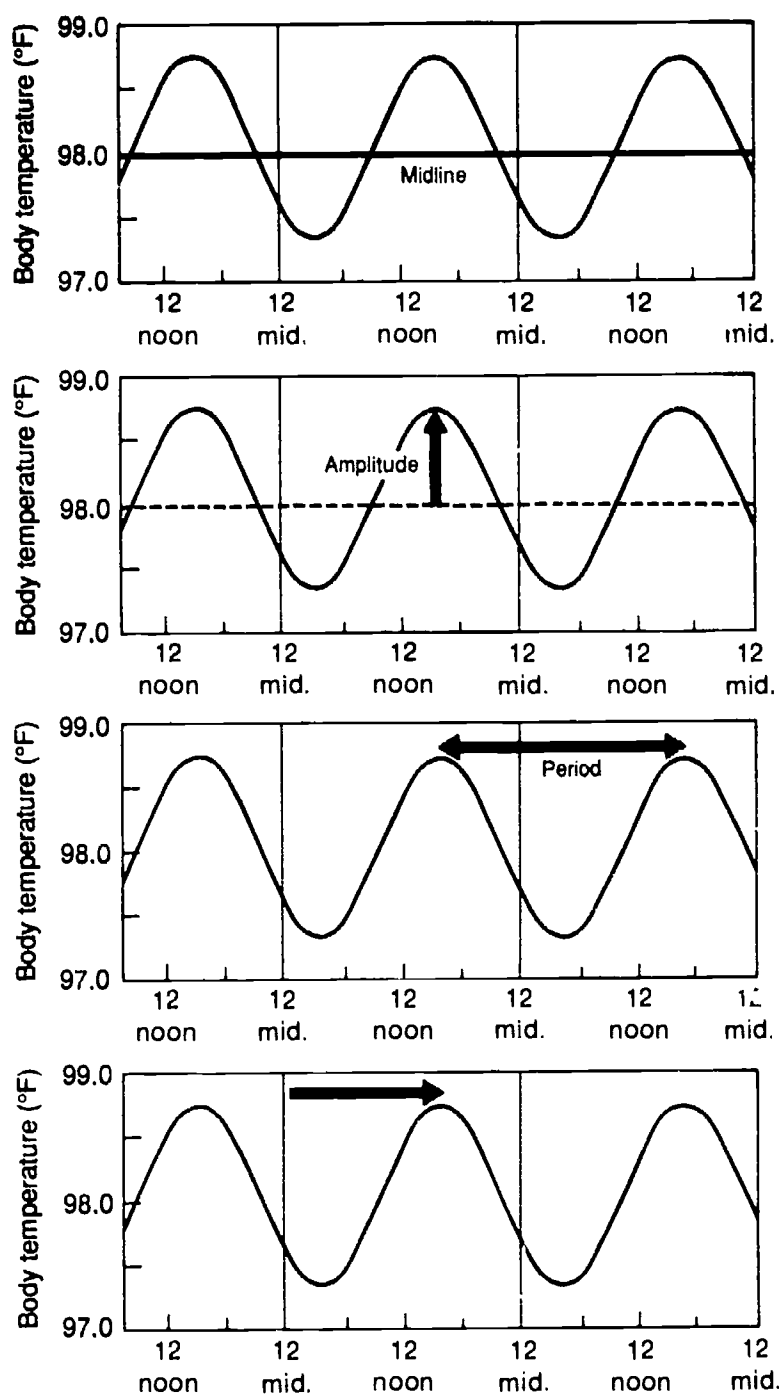 Body temperature (°F)
99.0
98.0
97.0
Midline
12 12 12 12 12 12
noon mid. noon mid. noon mid.
Body temperature (°F)
99.0
98.0
97.0
Amplitude
12 12 12 12 12 12
noon mid. noon mid. noon mid.
Body temperature (°F)
99.0
98.0
97.0
Period
12 12 12 12 12
noon mid. noon mid. noon mid.
Body temperature (°F)
99.0
98.0
97.0
12 12 12 12 12 12
noon mid. noon mid. noon mid.